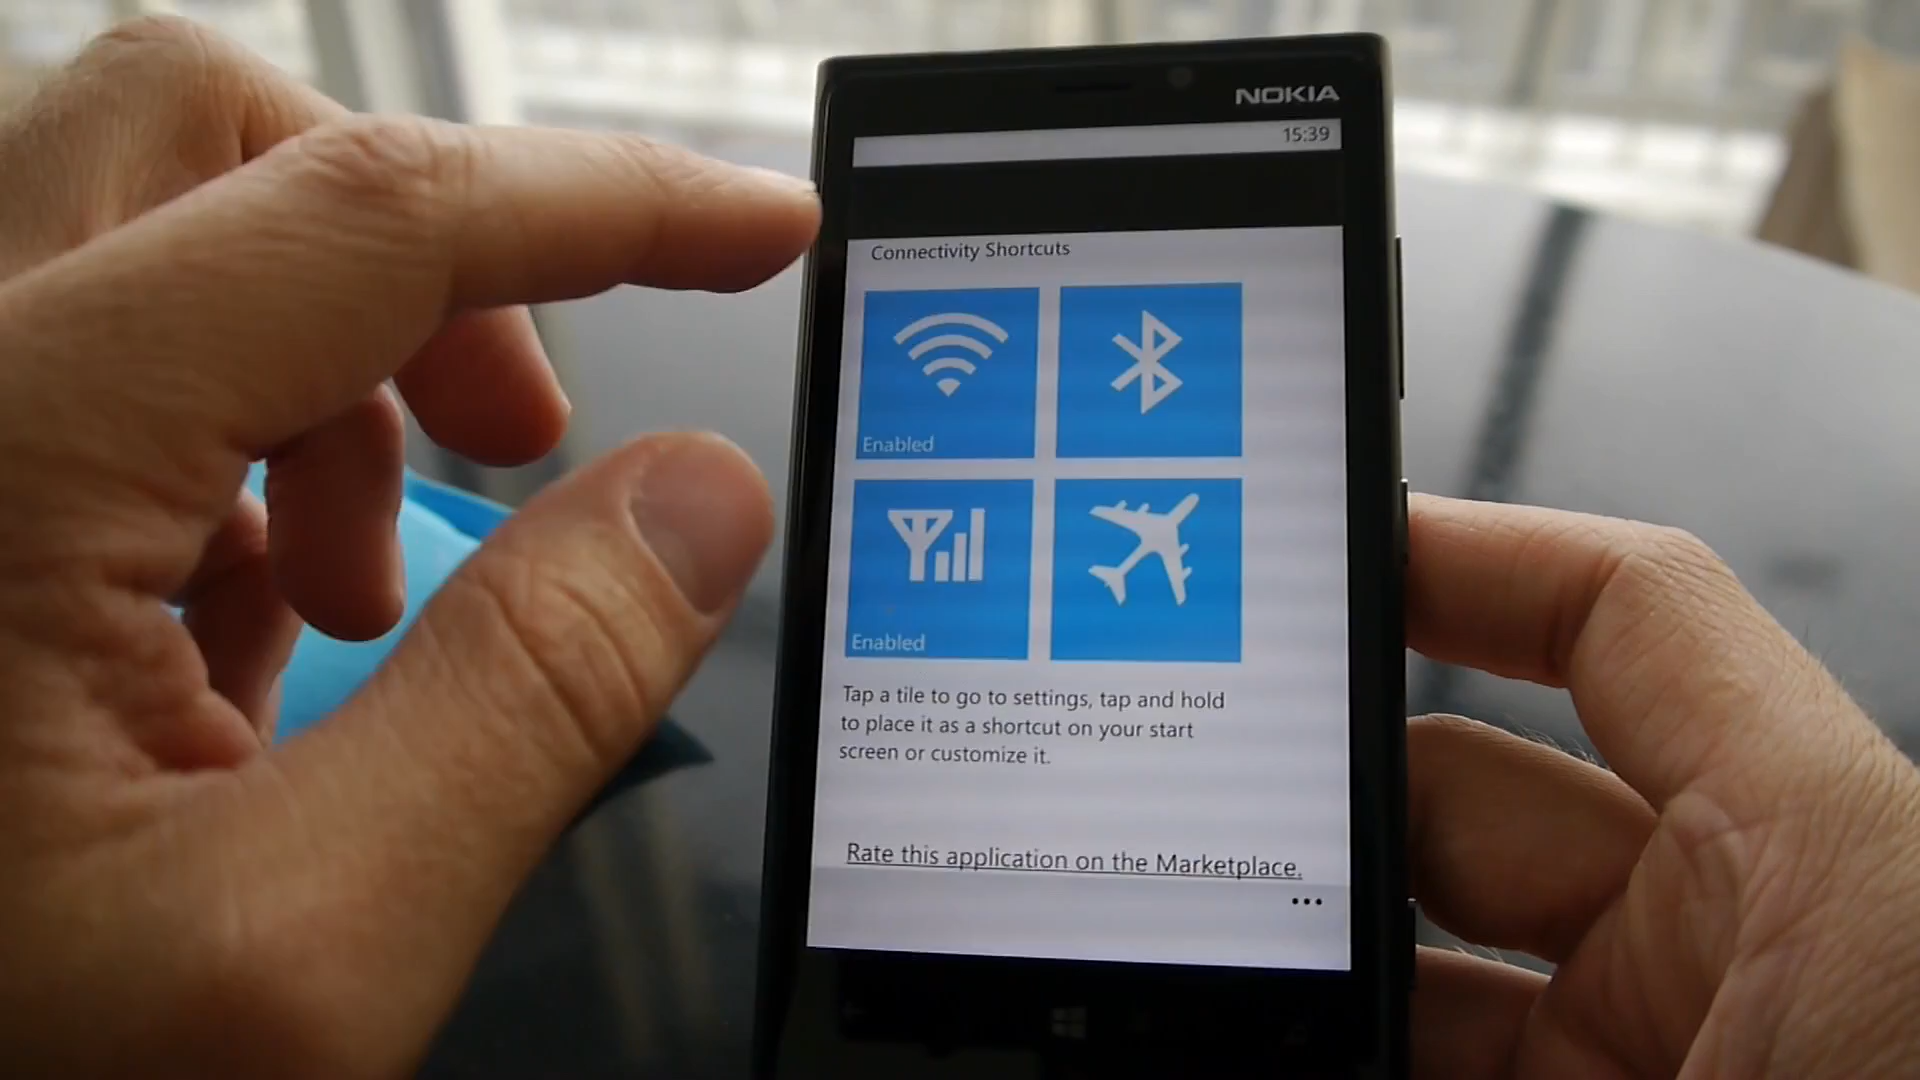 NOKIA
15:39
Connectivity Shortcuts
Enabled
Enabled
Tap a tile to go to settings, tap and hold
to place it as a shortcut on your start
screen or customize it.
Rate this application on the Marketplace.